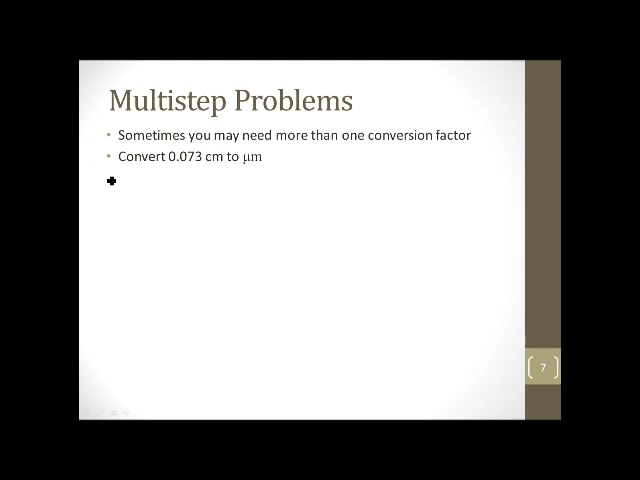 Multistep Problems
• Sometimes you may need more than one conversion factor
• Convert 0.073 cm to μm
7